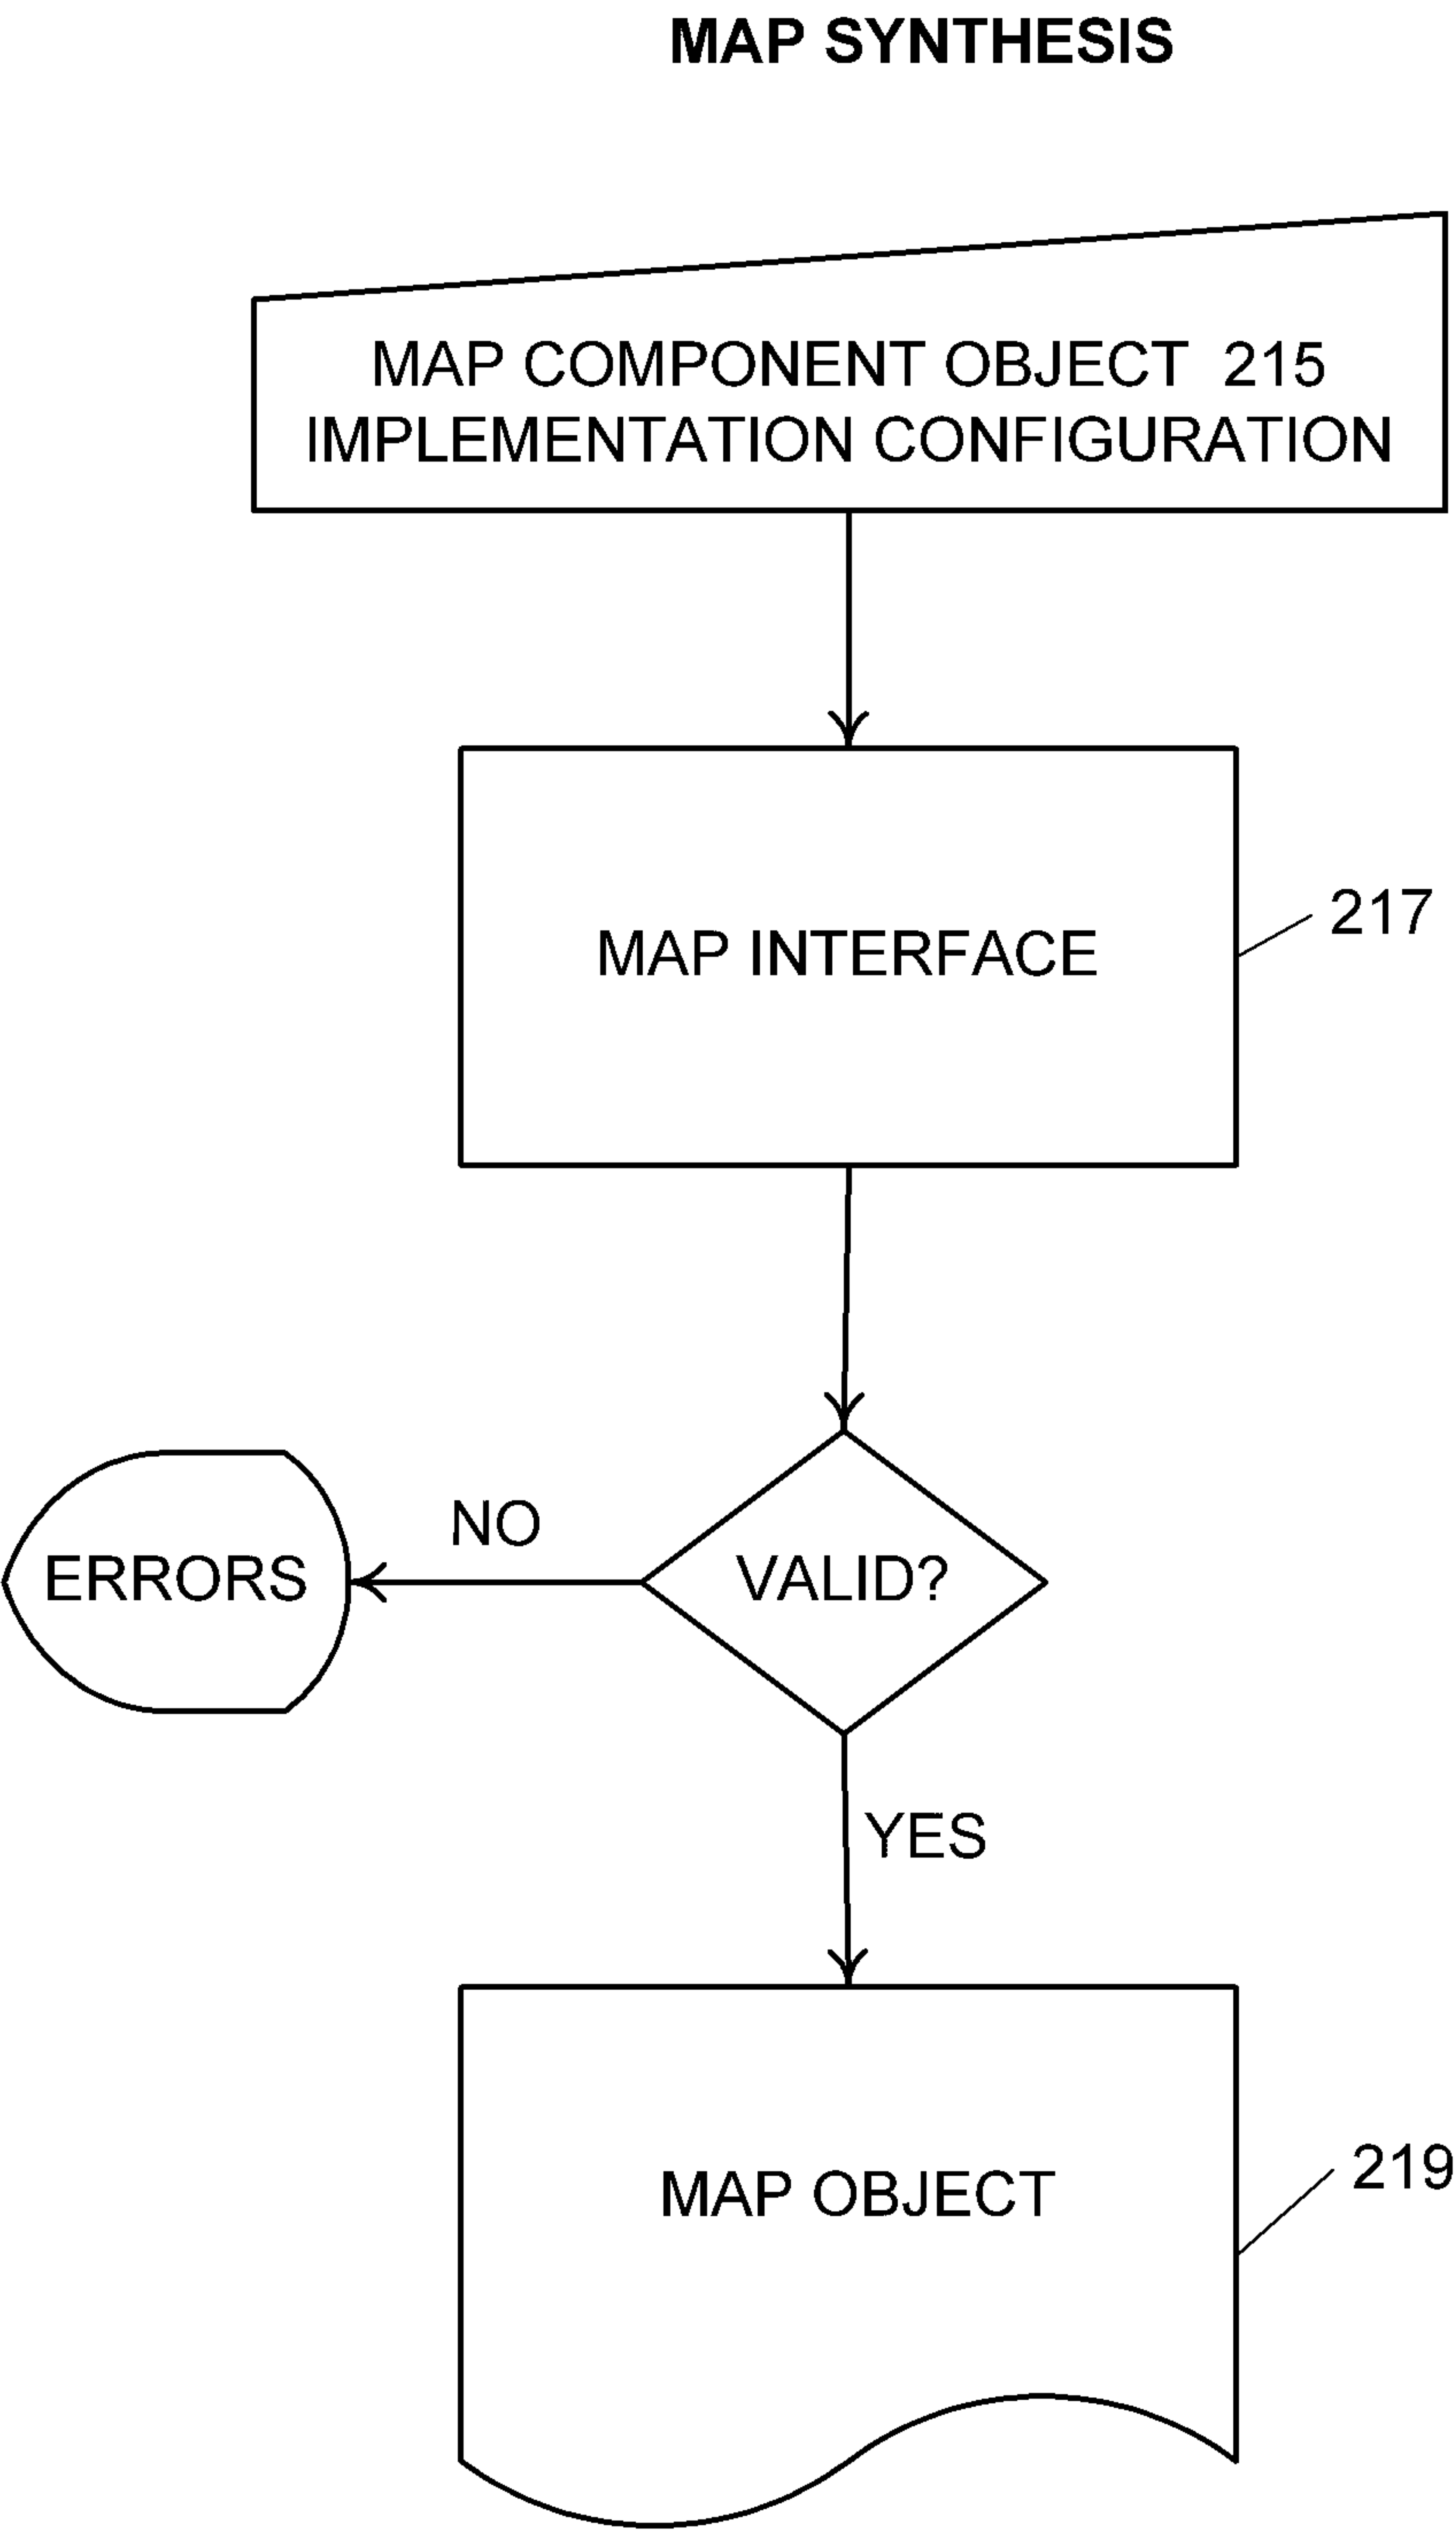 MAP SYNTHESIS
MAP COMPONENT OBJECT 215
IMPLEMENTATION CONFIGURATION
MAP INTERFACE
217
NO
ERRORS
VALID?
YES
MAP OBJECT
219